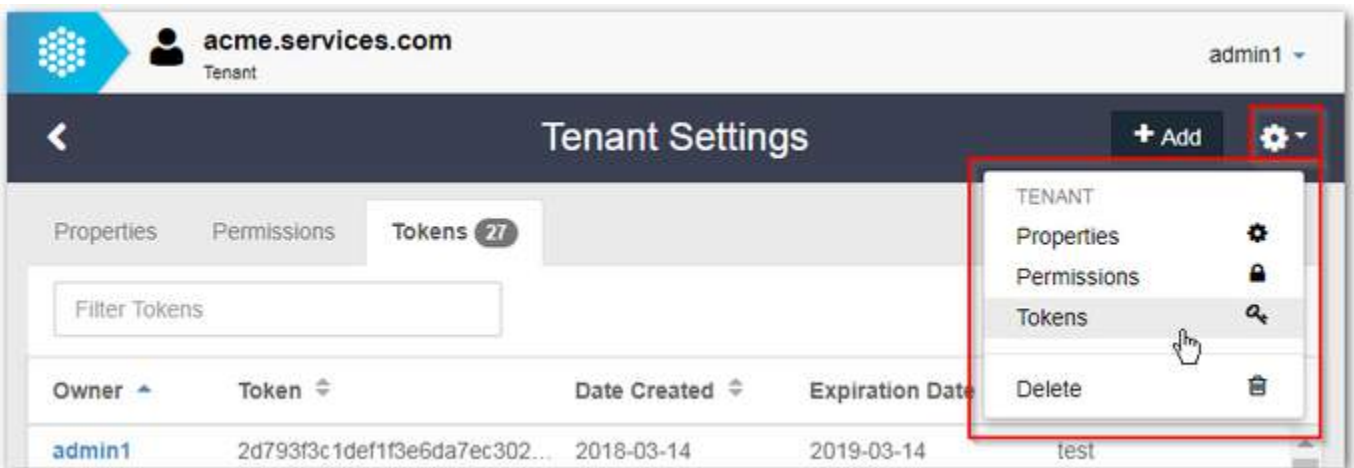 acme.services.com
Tenant
admin1
Tenant Settings
Add
TENANT
Properties
Permissions
Tokens
Delete
Properties Permissions Tokens 27
Filter Tokens
Owner Token Date Created Expiration Date
admin1 2d793f3c1def1f3e6da7ec302... 2018-03-14 2019-03-14 test